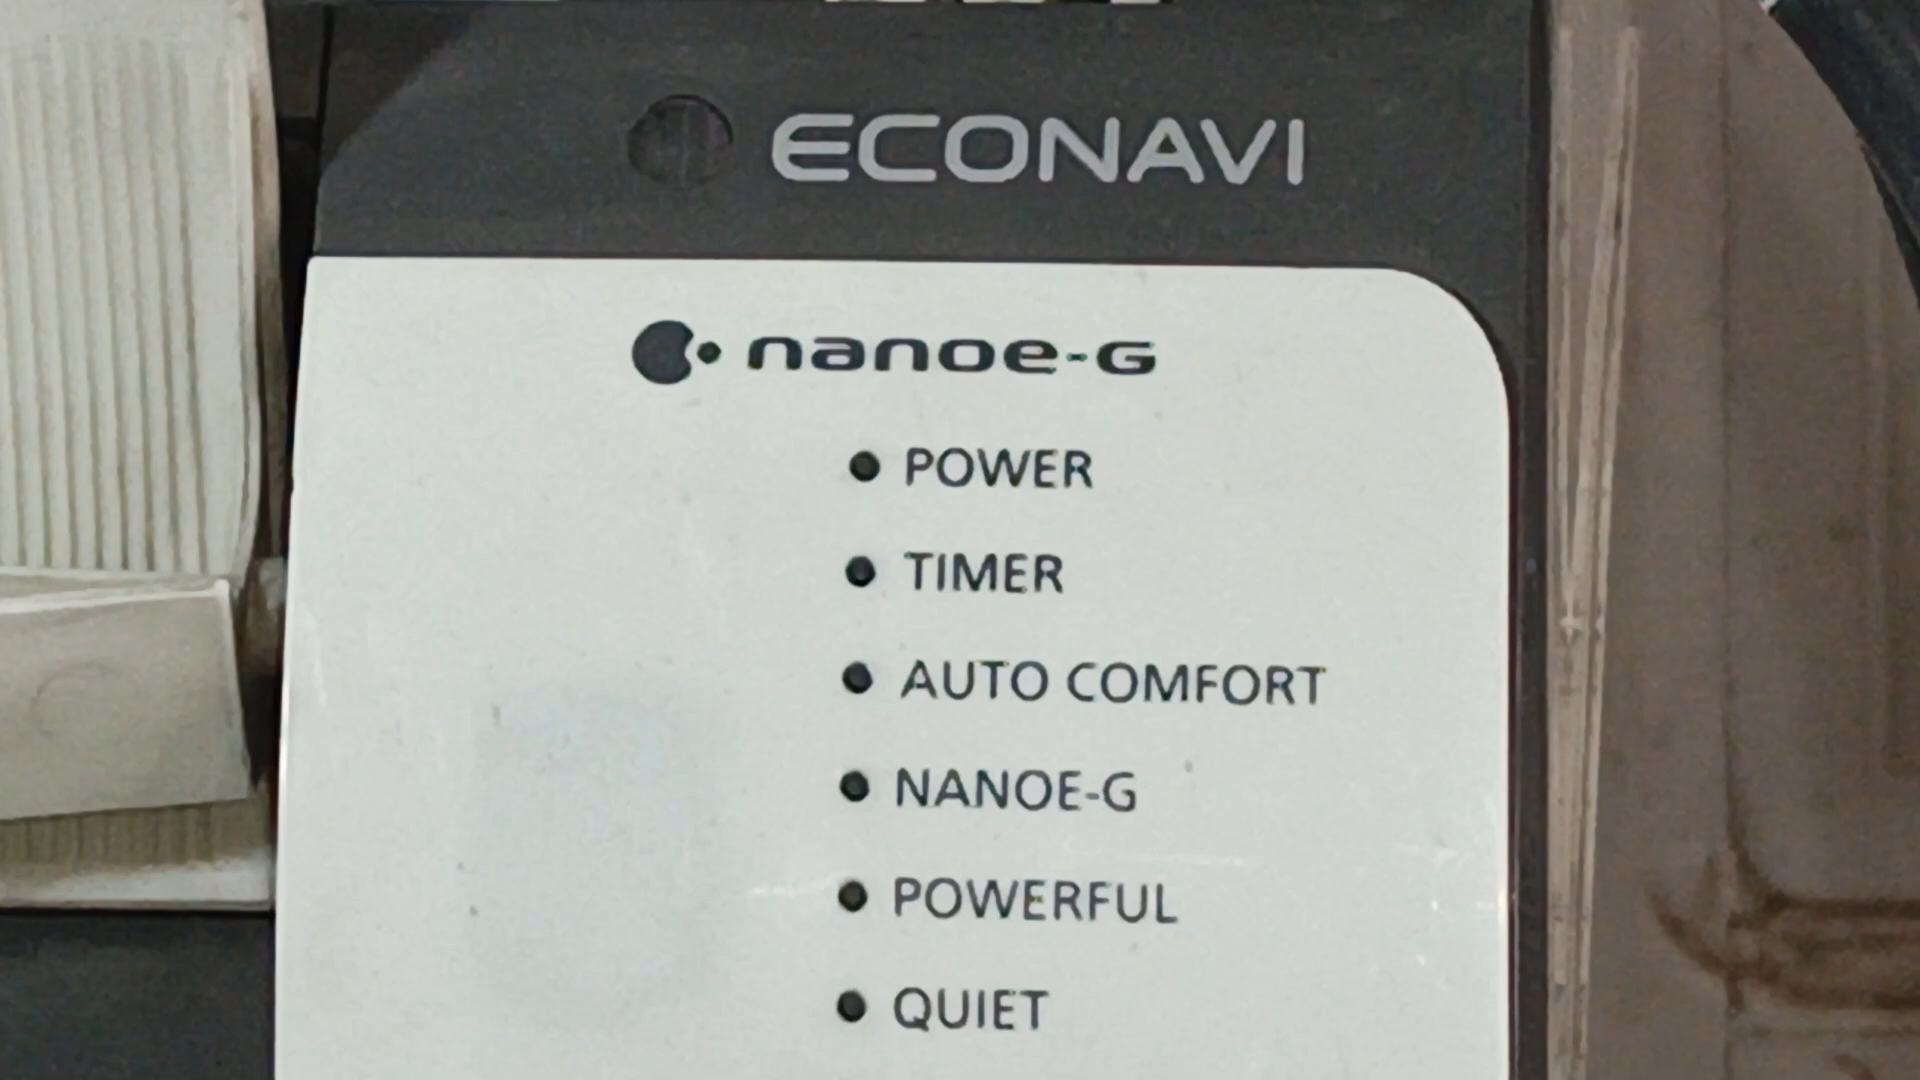 ECONAVI
nanoe-G
POWER
TIMER
AUTO COMFORT
NANOE-G
POWERFUL
QUIET